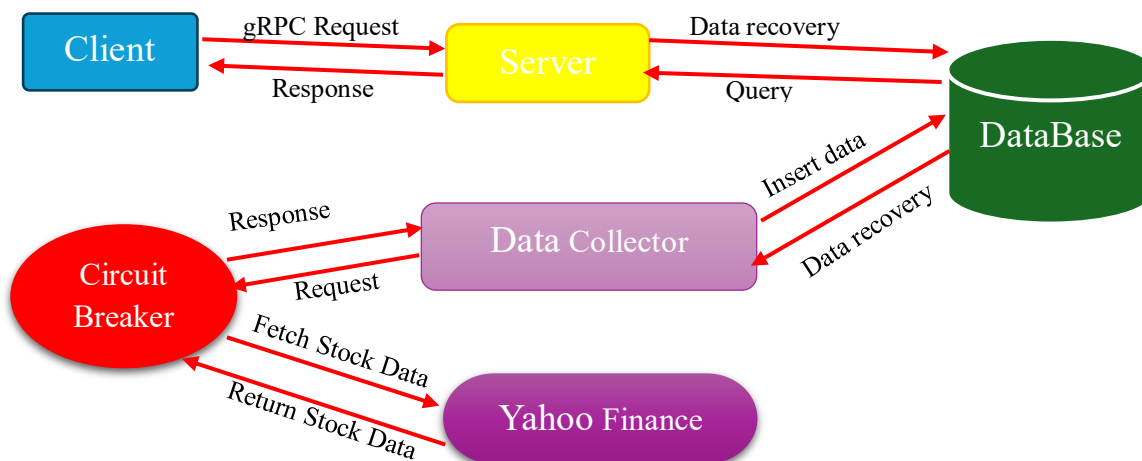 gRPC Request
Data recovery
Client
Server
Response
Query
DataBase
Insert data
Response
Data Collector
Data recovery
Circuit
Breaker
Request
Fetch Stock Data
Return Stock Data
Yahoo Finance